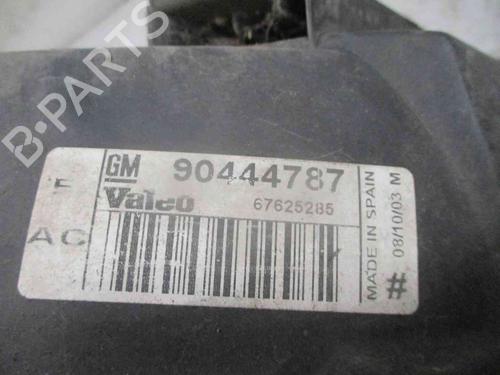 B-PARTS
GM 90444787
Valeo 67625285
E
AC
MADE IN SPAIN
08/10/03 M
#